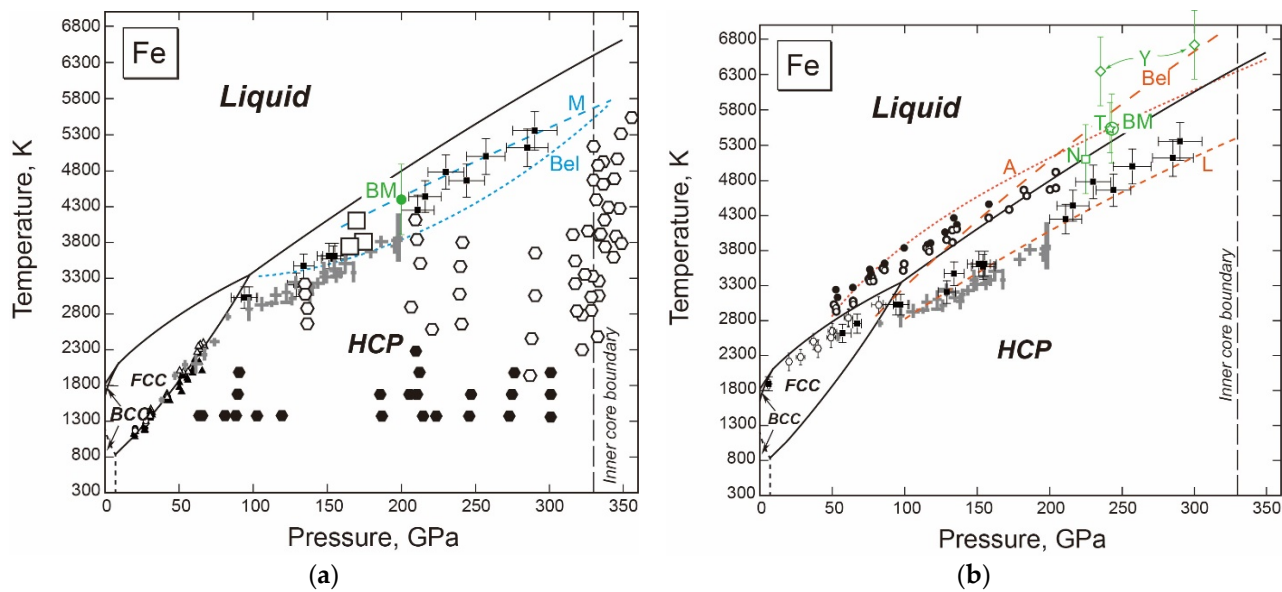 6800
6300
5800
5300
4800
4300
3800
3300
2800
2300
1800
1300
800
300
Temperature, K
Fe
Liquid
M
Bel
BM
HCP
FCC
BCC
Inner core boundary
0 50 100 150 200 250 300 350
Pressure, GPa
(a)
6800
6300
5800
5300
4800
4300
3800
3300
2800
2300
1800
1300
800
300
Temperature, K
Fe
Liquid
Y
Bel
T
BM
N
A
L
HCP
FCC
BCC
Inner core boundary
0 50 100 150 200 250 300 350
Pressure, GPa
(b)